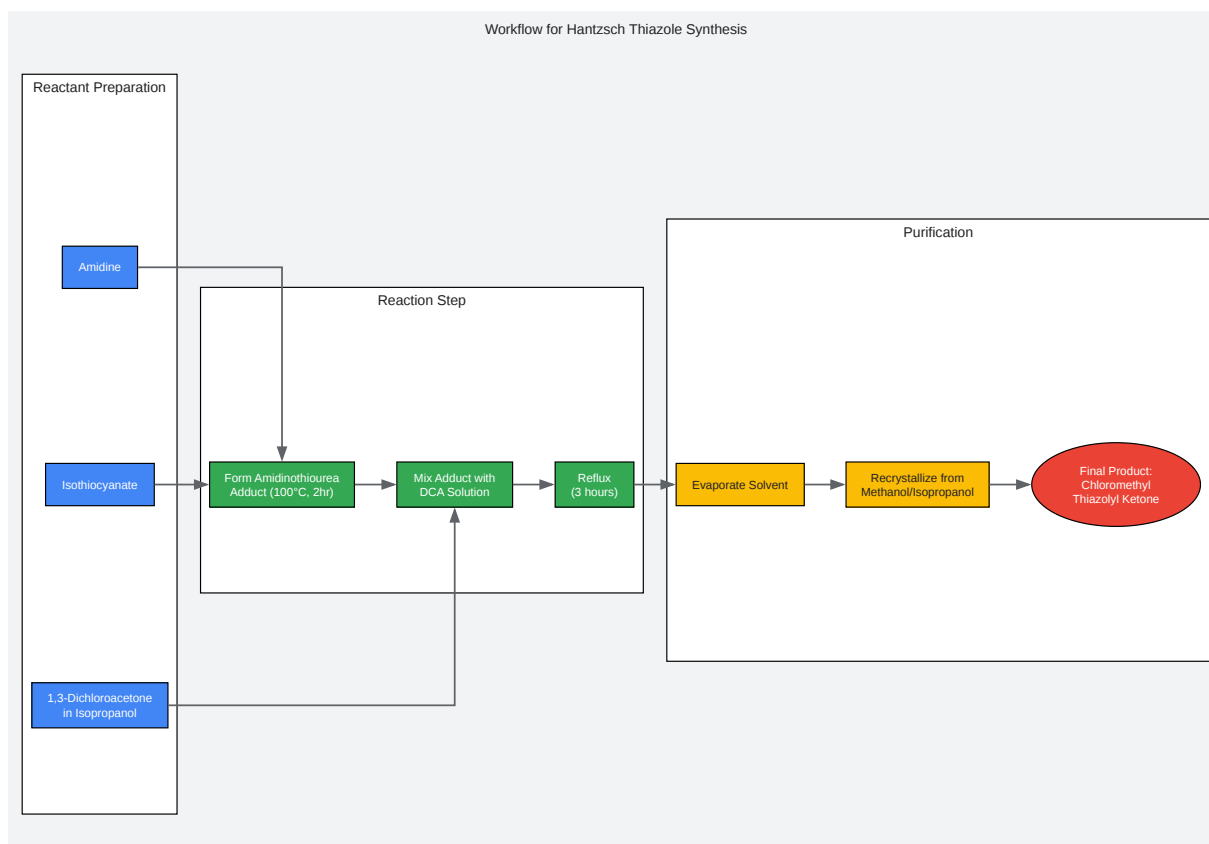 Workflow for Hantzsch Thiazole Synthesis
Reactant Preparation
Amidine
Isothiocyanate
1,3-Dichloroacetone
in Isopropanol
Reaction Step
Form Amidinothiourea
Adduct (100°C, 2hr)
Mix Adduct with
DCA Solution
Reflux
(3 hours)
Purification
Evaporate Solvent
Recrystallize from
Methanol/Isopropanol
Final Product:
Chloromethyl
Thiazolyl Ketone